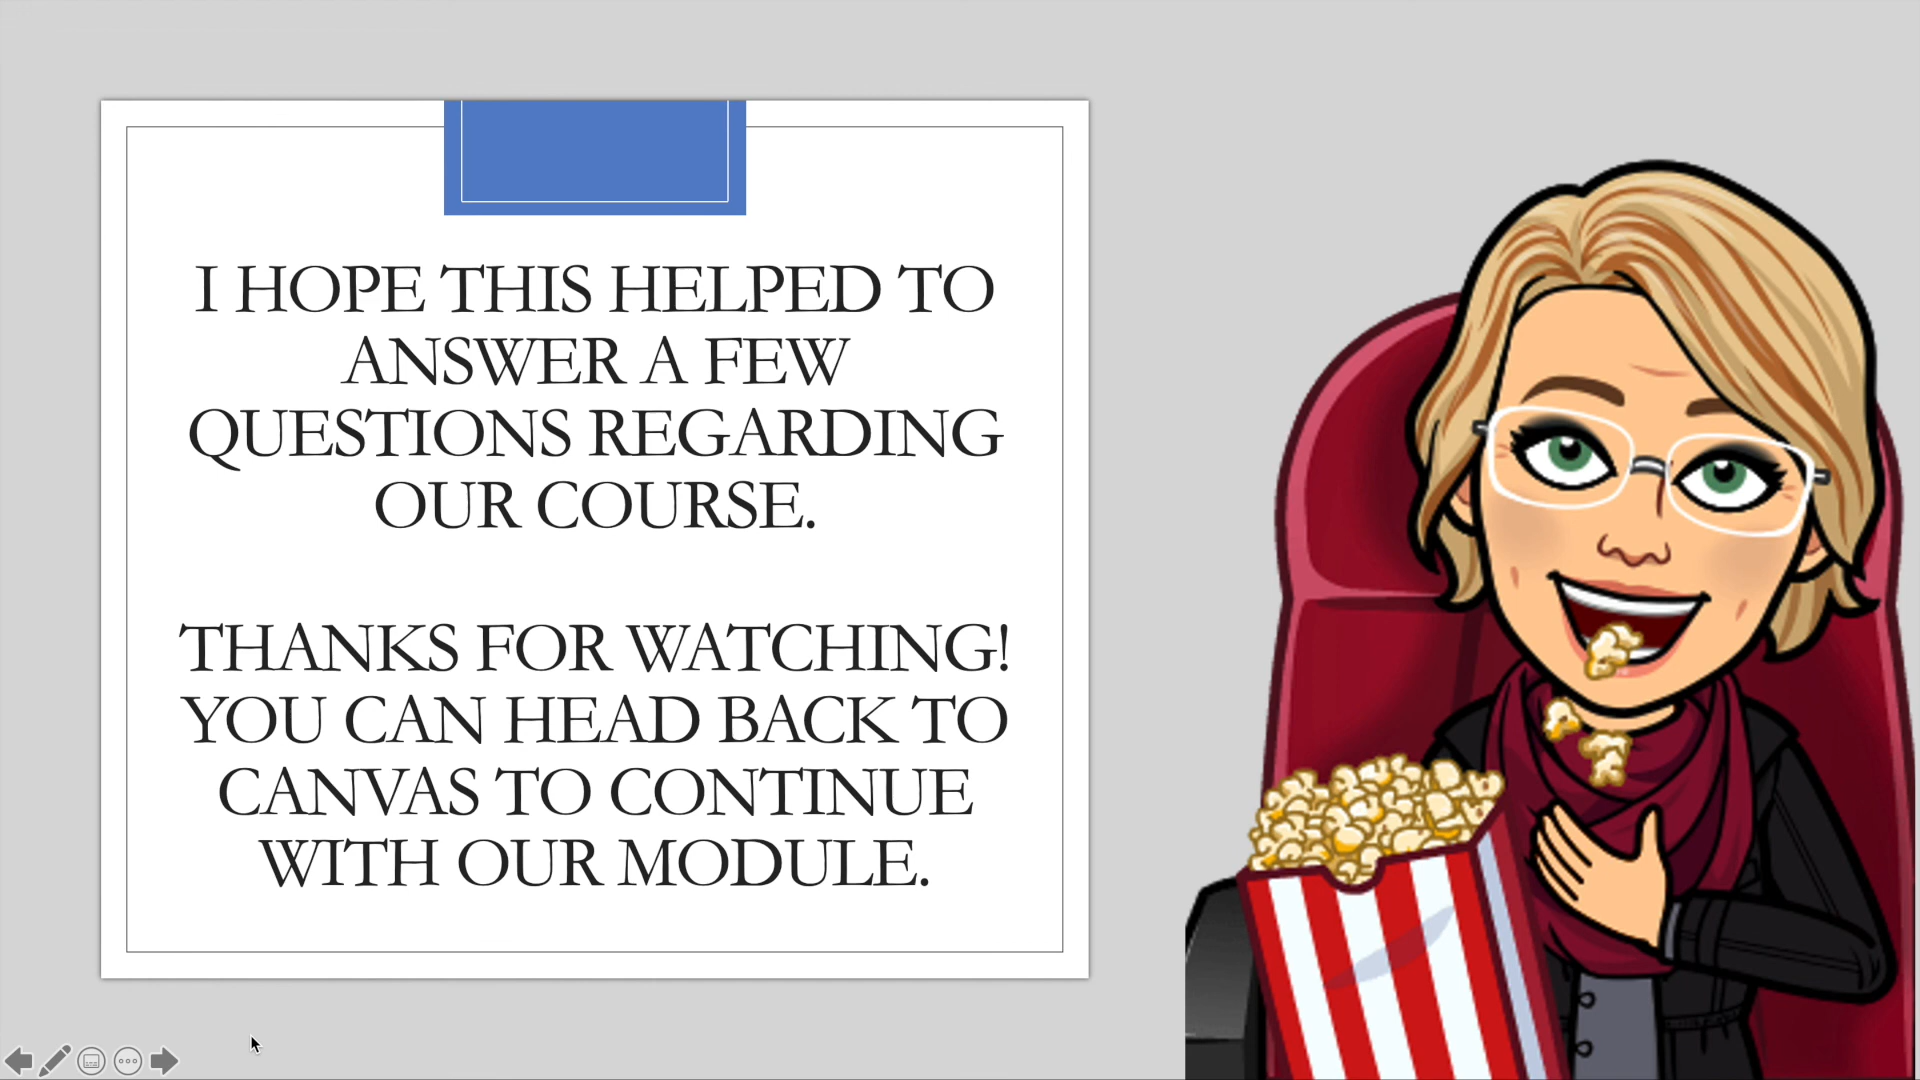 I HOPE THIS HELPED TO
ANSWER A FEW
QUESTIONS REGARDING
OUR COURSE.
THANKS FOR WATCHING!
YOU CAN HEAD BACK TO
CANVAS TO CONTINUE
WITH OUR MODULE.